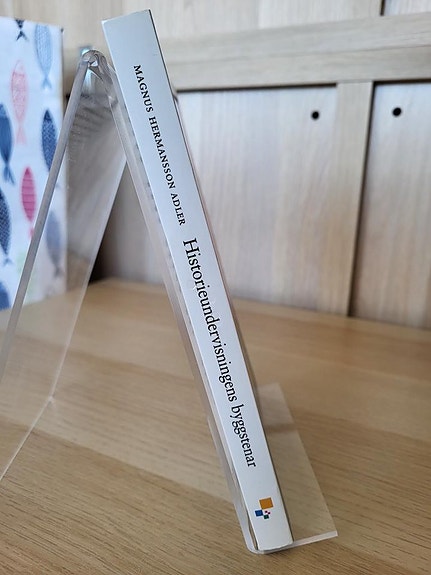 MAGNUS HERMANSSON ADLER
Historieundervisningens byggstenar